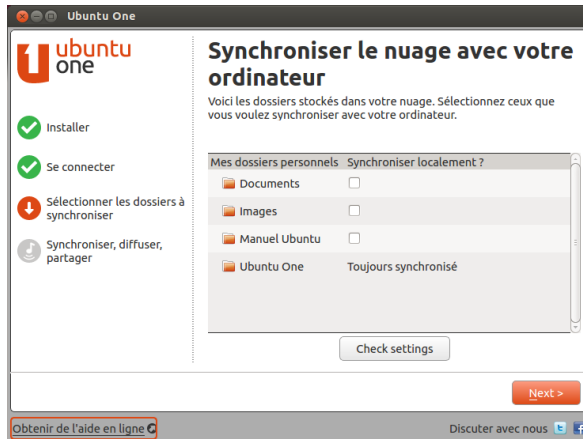 Ubuntu One
ubuntu
one
Installer
Se connecter
Sélectionner les dossiers à
synchroniser
Synchroniser, diffuser,
partager
Synchroniser le nuage avec votre
ordinateur
Voici les dossiers stockés dans votre nuage. Sélectionnez ceux que
vous voulez synchroniser avec votre ordinateur.
Mes dossiers personnels Synchroniser localement ?
Documents
Images
Manuel Ubuntu
Ubuntu One Toujours synchronisé
Check settings
Next >
Obtenir de l'aide en ligne
Discuter avec nous